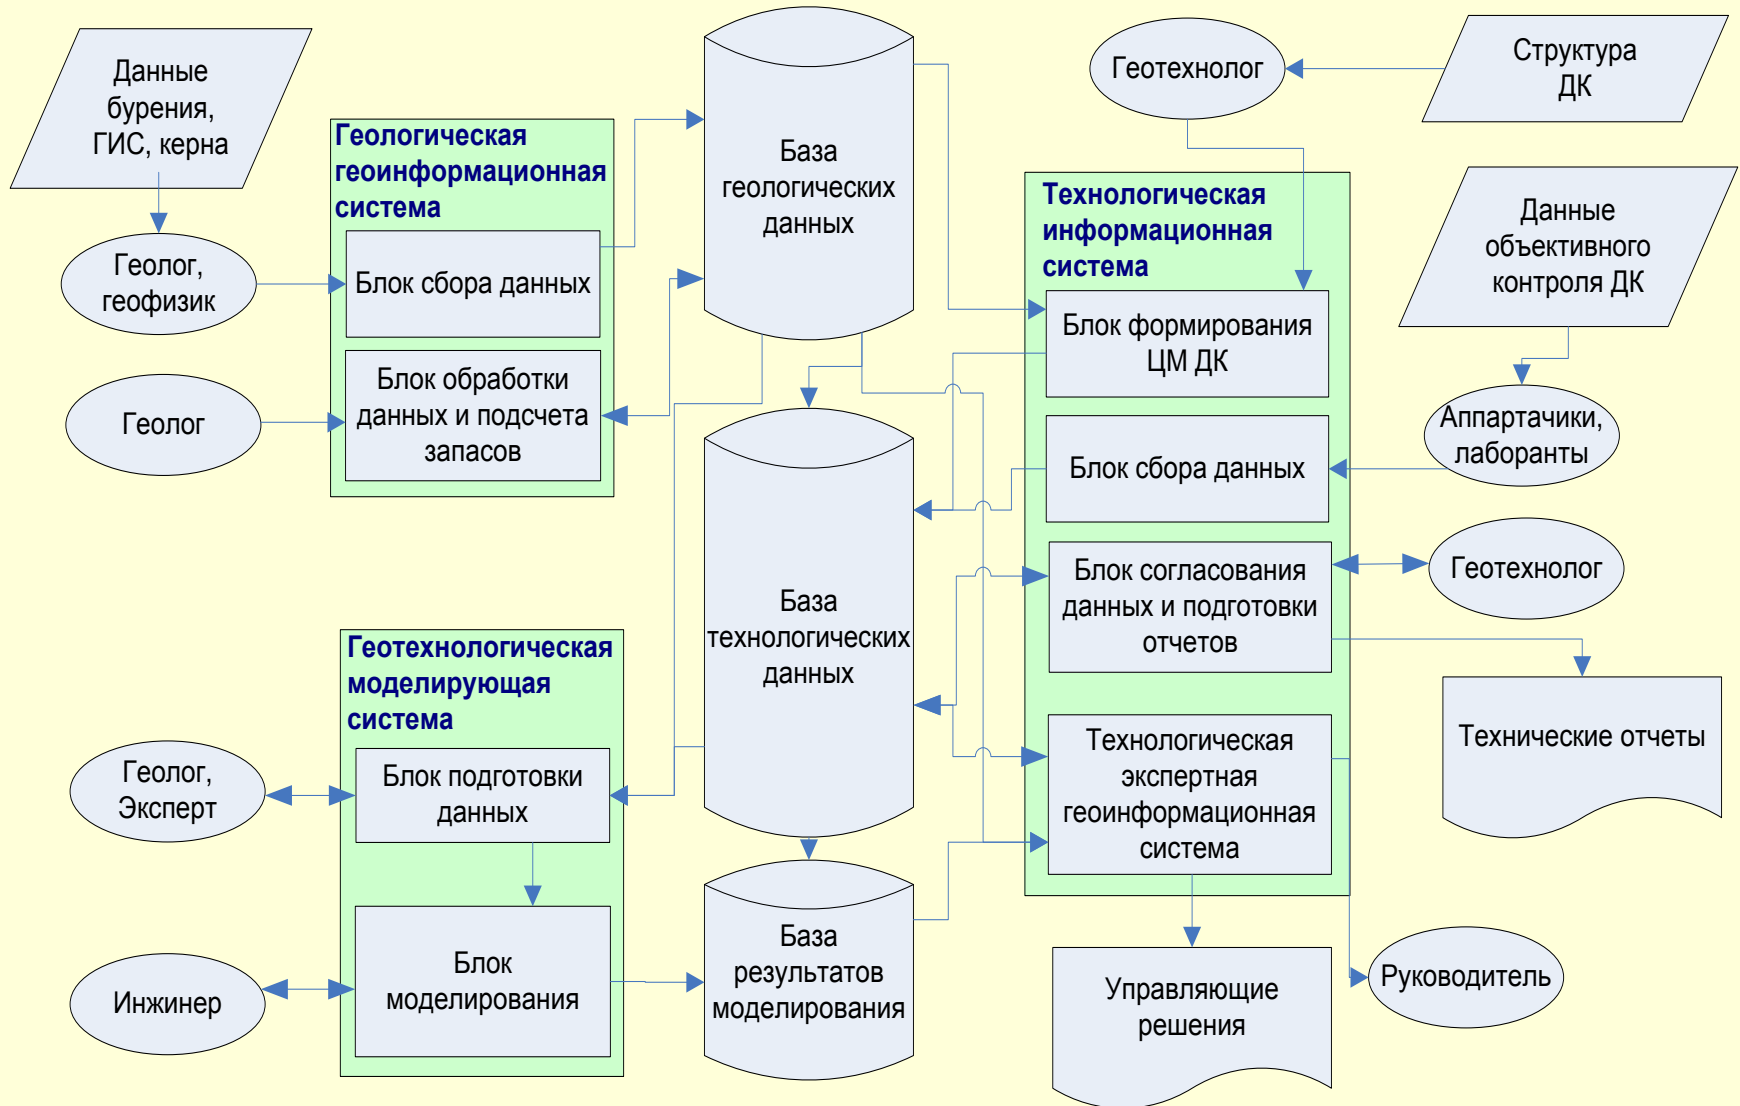 Данные
бурения,
ГИС, керна
Геолог,
геофизик
Геолог
Геологическая
геоинформационная
система
Блок сбора данных
Блок обработки
данных и подсчета
запасов
База
геологических
данных
Геотехнолог
Структура
ДК
Технологическая
информационная
система
Блок формирования
ЦМ ДК
Блок сбора данных
Блок согласования
данных и подготовки
отчетов
Технологическая
экспертная
геоинформационная
система
Данные
объективного
контроля ДК
Аппартачики,
лаборанты
Геотехнолог
Технические отчеты
База
технологических
данных
Геотехнологическая
моделирующая
система
Геолог,
Эксперт
Блок подготовки
данных
Инжинер
Блок
моделирования
База
результатов
моделирования
Управляющие
решения
Руководитель